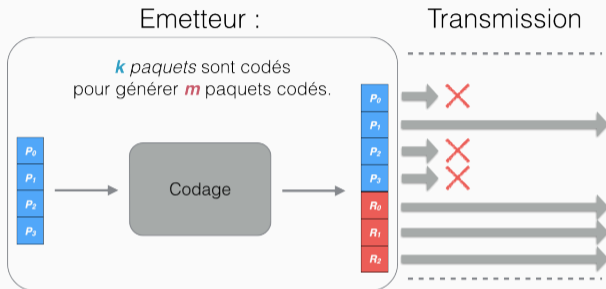 Emetteur :
Transmission
k paquets sont codés
pour générer m paquets codés.
P0
P1
P2
P3
Codage
P0
P1
P2
P3
R0
R1
R2